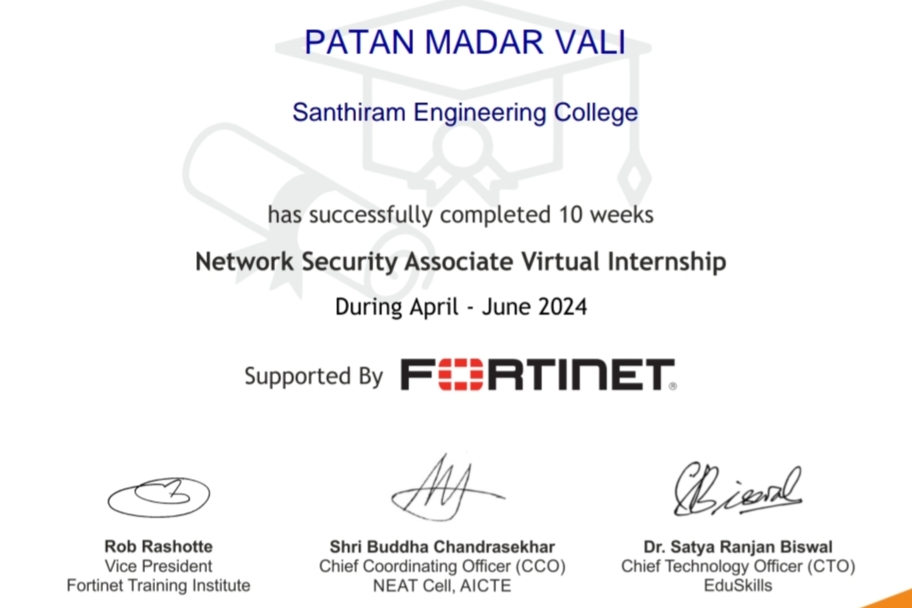 PATAN MADAR VALI
Santhiram Engineering College
has successfully completed 10 weeks
Network Security Associate Virtual Internship
During April - June 2024
Supported By FORTINET®
Rob Rashotte
Vice President
Fortinet Training Institute
Shri Buddha Chandrasekhar
Chief Coordinating Officer (CCO)
NEAT Cell, AICTE
Dr. Satya Ranjan Biswal
Chief Technology Officer (CTO)
EduSkills